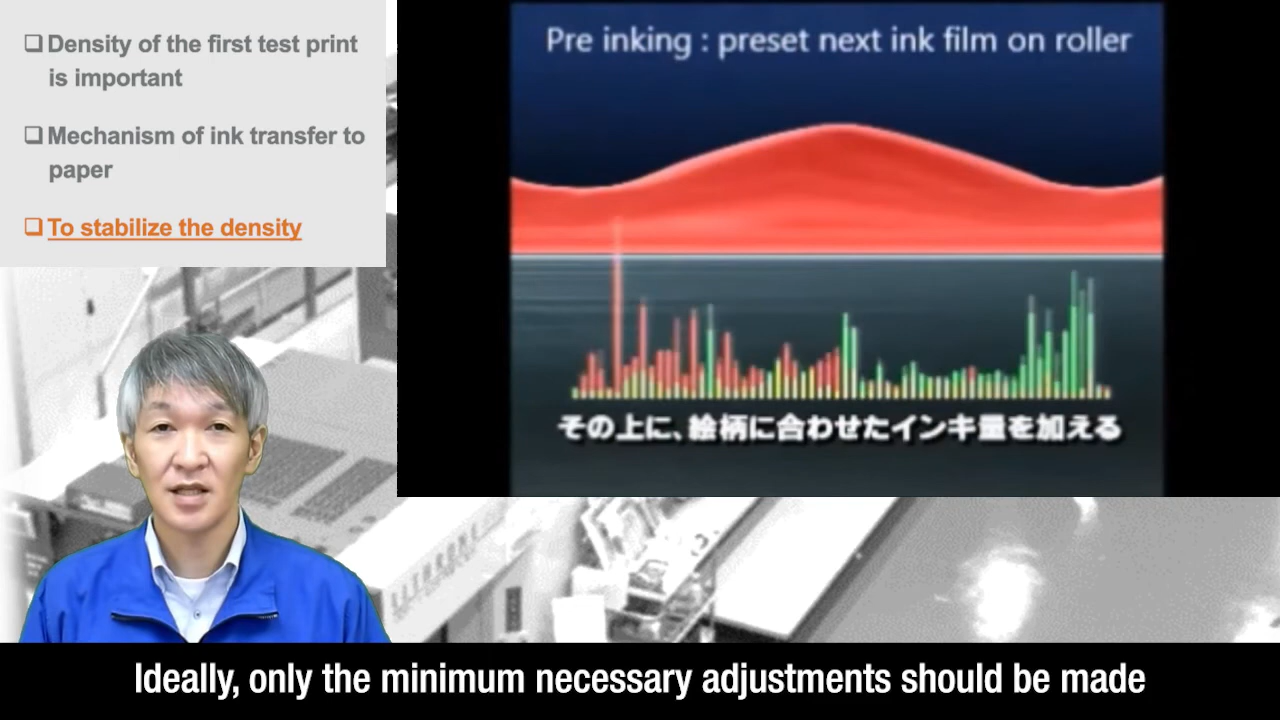 ❑ Density of the first test print
is important
❑ Mechanism of ink transfer to
paper
❑ To stabilize the density
Pre inking : preset next ink film on roller
その上に、絵柄に合わせたインキ量を加える
LITHRONE
Ideally, only the minimum necessary adjustments should be made